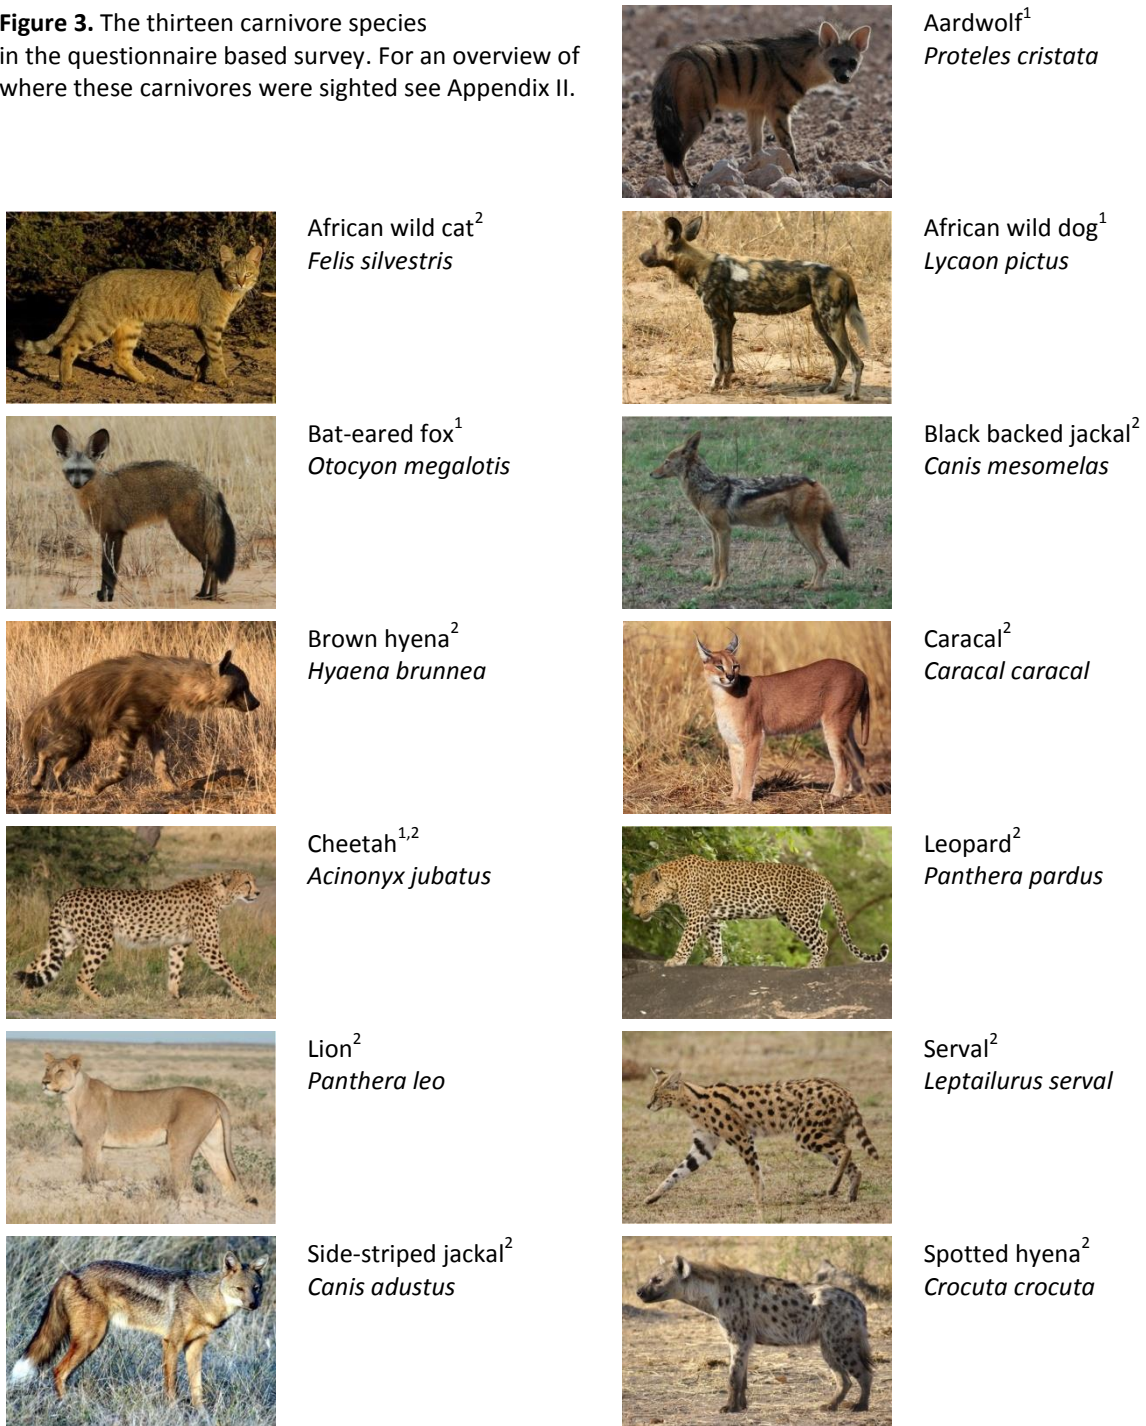 Figure 3. The thirteen carnivore species
in the questionnaire based survey. For an overview of
where these carnivores were sighted see Appendix II.
Aardwolf1
Proteles cristata
African wild cat2
Felis silvestris
African wild dog1
Lycaon pictus
Bat-eared fox1
Otocyon megalotis
Black backed jackal2
Canis mesomelas
Brown hyena2
Hyaena brunnea
Caracal2
Caracal caracal
Cheetah1,2
Acinonyx jubatus
Leopard2
Panthera pardus
Lion2
Panthera leo
Serval2
Leptailurus serval
Side-striped jackal2
Canis adustus
Spotted hyena2
Crocuta crocuta